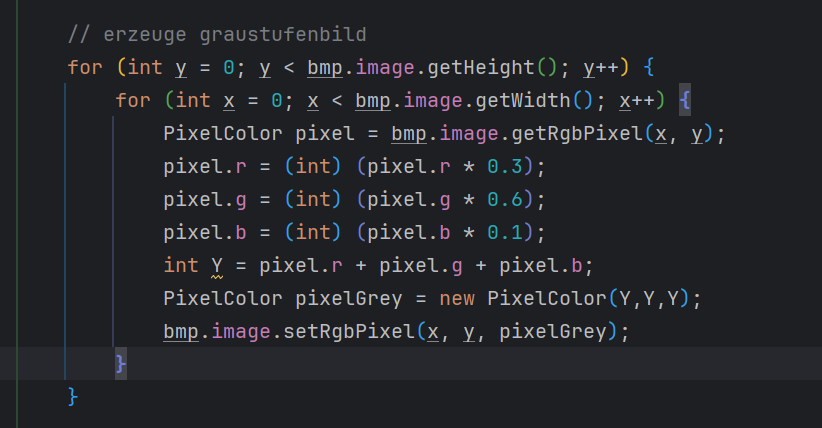 // erzeuge graustufenbild
for (int y = 0; y < bmp.image.getHeight(); y++) {
for (int x = 0; x < bmp.image.getWidth(); x++) {
PixelColor pixel = bmp.image.getRgbPixel(x, y);
pixel.r = (int) (pixel.r * 0.3);
pixel.g = (int) (pixel.g * 0.6);
pixel.b = (int) (pixel.b * 0.1);
int Y = pixel.r + pixel.g + pixel.b;
PixelColor pixelGrey = new PixelColor(Y,Y,Y);
bmp.image.setRgbPixel(x, y, pixelGrey);
}
}